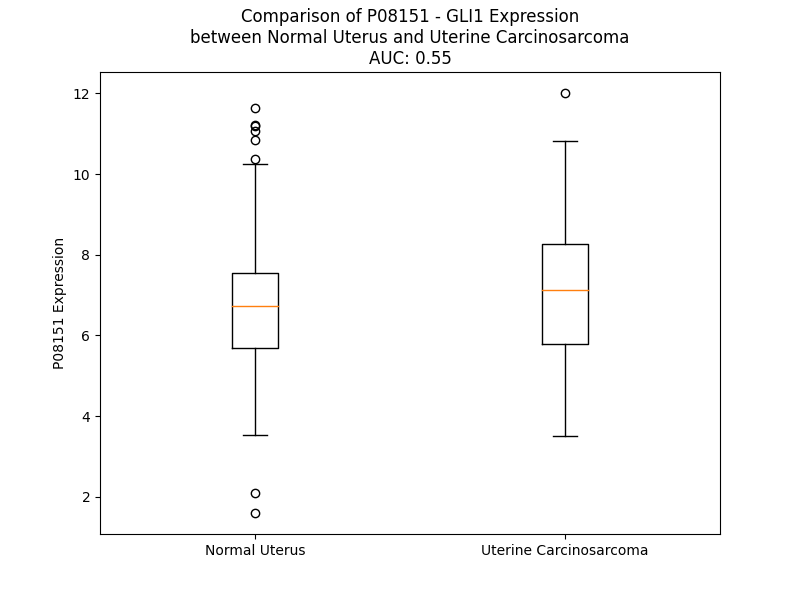 Comparison of P08151 - GLI1 Expression
between Normal Uterus and Uterine Carcinosarcoma
AUC: 0.55
12
10
8
6
4
2
P08151 Expression
Normal Uterus
Uterine Carcinosarcoma